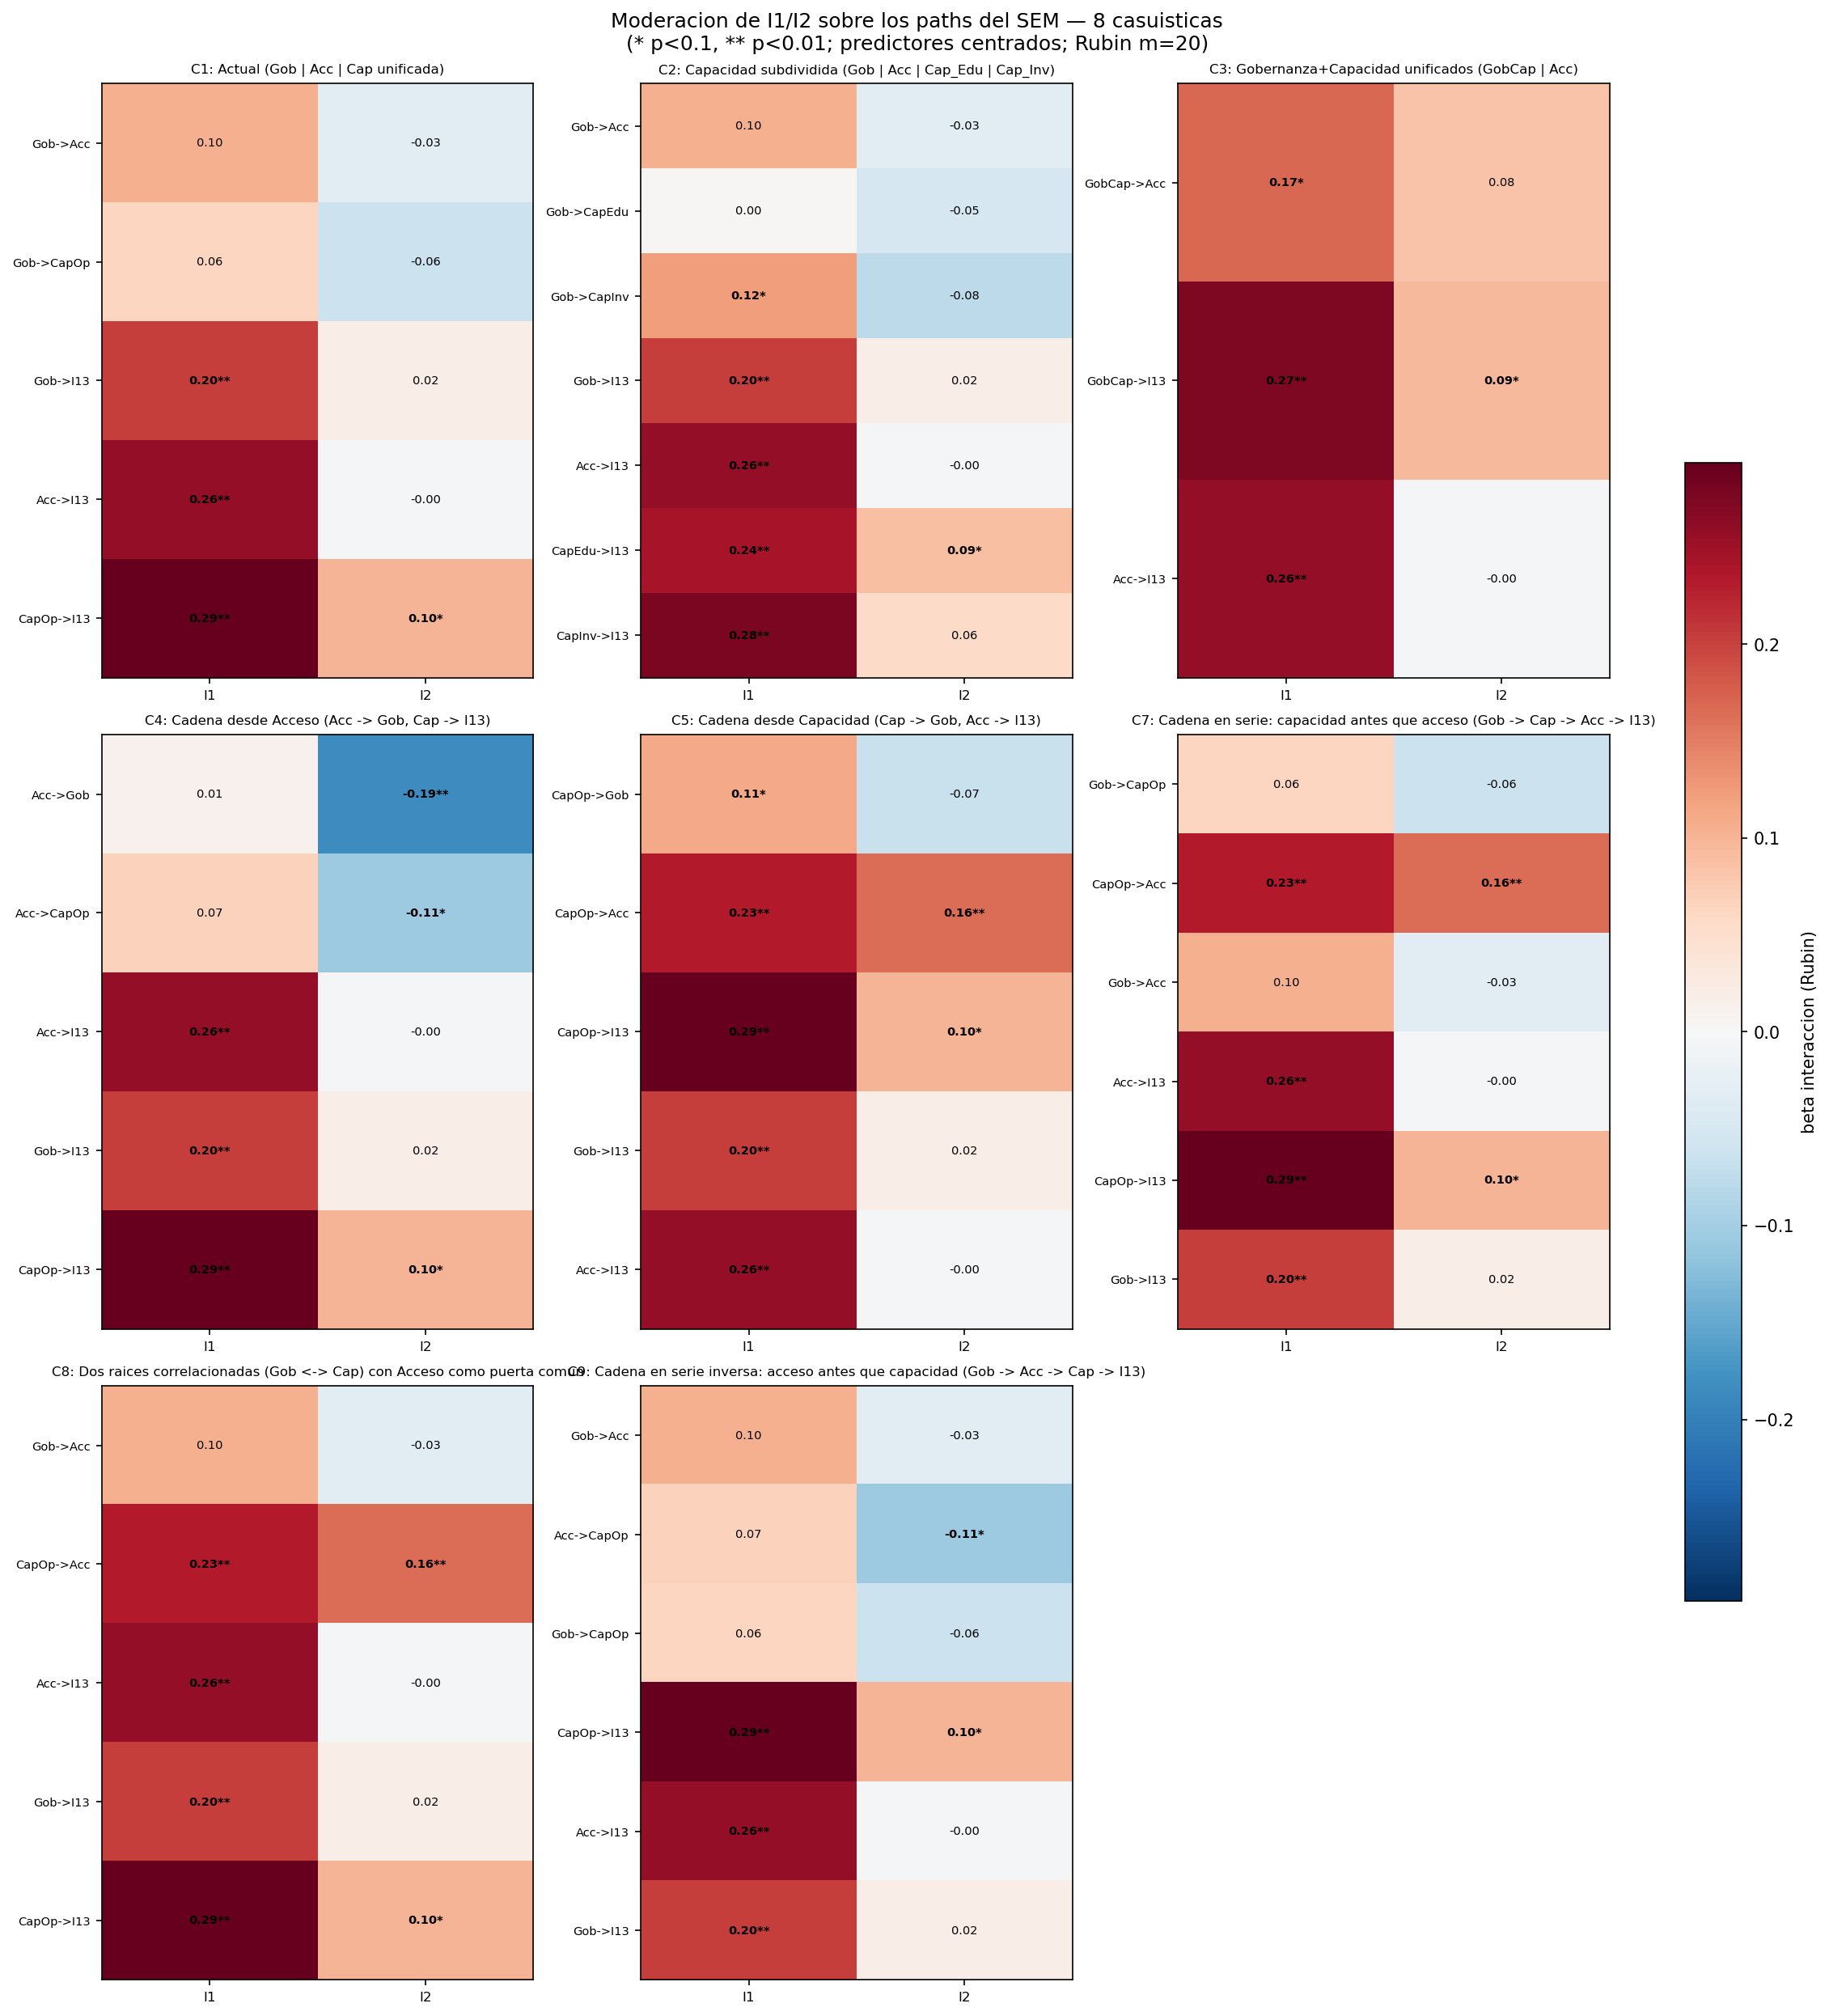 Moderacion de I1/I2 sobre los paths del SEM — 8 casuisticas
(* p<0.1, ** p<0.01; predictores centrados; Rubin m=20)
C1: Actual (Gob | Acc | Cap unificada)
Gob->Acc 0.10 -0.03
Gob->CapOp 0.06 -0.06
Gob->I13 0.20** 0.02
Acc->I13 0.26** -0.00
CapOp->I13 0.29** 0.10*
I1 I2
C2: Capacidad subdividida (Gob | Acc | Cap_Edu | Cap_Inv)
Gob->Acc 0.10 -0.03
Gob->CapEdu 0.00 -0.05
Gob->CapInv 0.12* -0.08
Gob->I13 0.20** 0.02
Acc->I13 0.26** -0.00
CapEdu->I13 0.24** 0.09*
CapInv->I13 0.28** 0.06
I1 I2
C3: Gobernanza+Capacidad unificados (GobCap | Acc)
GobCap->Acc 0.17* 0.08
GobCap->I13 0.27** 0.09*
Acc->I13 0.26** -0.00
I1 I2
C4: Cadena desde Acceso (Acc -> Gob, Cap -> I13)
Acc->Gob 0.01 -0.19**
Acc->CapOp 0.07 -0.11*
Acc->I13 0.26** -0.00
Gob->I13 0.20** 0.02
CapOp->I13 0.29** 0.10*
I1 I2
C5: Cadena desde Capacidad (Cap -> Gob, Acc -> I13)
CapOp->Gob 0.11* -0.07
CapOp->Acc 0.23** 0.16**
CapOp->I13 0.29** 0.10*
Gob->I13 0.20** 0.02
Acc->I13 0.26** -0.00
I1 I2
C7: Cadena en serie: capacidad antes que acceso (Gob -> Cap -> Acc -> I13)
Gob->CapOp 0.06 -0.06
CapOp->Acc 0.23** 0.16**
Gob->Acc 0.10 -0.03
Acc->I13 0.26** -0.00
CapOp->I13 0.29** 0.10*
Gob->I13 0.20** 0.02
I1 I2
C8: Dos raices correlacionadas (Gob <-> Cap) con Acceso como puerta comun
Gob->Acc 0.10 -0.03
CapOp->Acc 0.23** 0.16**
Acc->I13 0.26** -0.00
Gob->I13 0.20** 0.02
CapOp->I13 0.29** 0.10*
I1 I2
C9: Cadena en serie inversa: acceso antes que capacidad (Gob -> Acc -> Cap -> I13)
Gob->Acc 0.10 -0.03
Acc->CapOp 0.07 -0.11*
Gob->CapOp 0.06 -0.06
CapOp->I13 0.29** 0.10*
Acc->I13 0.26** -0.00
Gob->I13 0.20** 0.02
I1 I2
0.2
0.1
0.0
−0.1
−0.2
beta interaccion (Rubin)